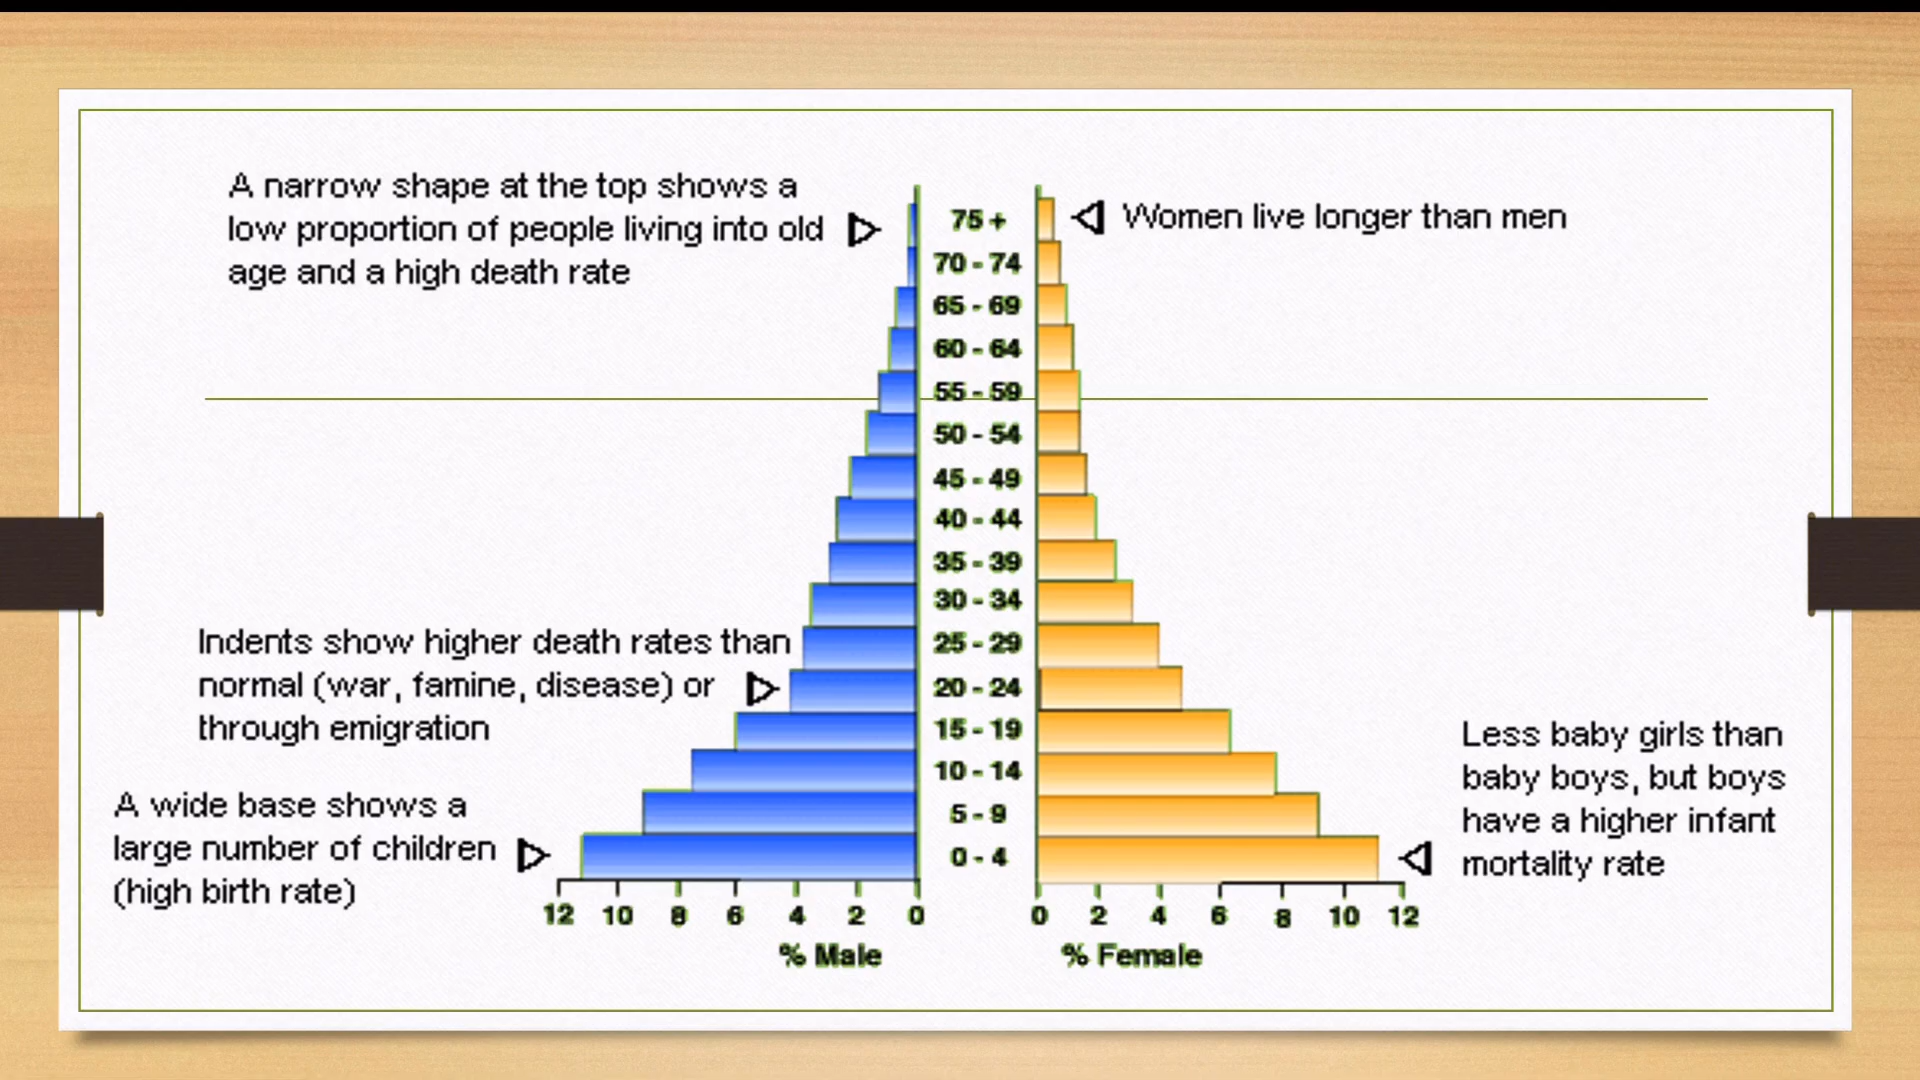 A narrow shape at the top shows a
low proportion of people living into old
age and a high death rate
Women live longer than men
75 +
70 - 74
65 - 69
60 - 64
55 - 59
50 - 54
45 - 49
40 - 44
35 - 39
30 - 34
25 - 29
20 - 24
15 - 19
10 - 14
5 - 9
0 - 4
Indents show higher death rates than
normal (war, famine, disease) or
through emigration
A wide base shows a
large number of children
(high birth rate)
Less baby girls than
baby boys, but boys
have a higher infant
mortality rate
12 10 8 6 4 2 0
0 2 4 6 8 10 12
% Male
% Female